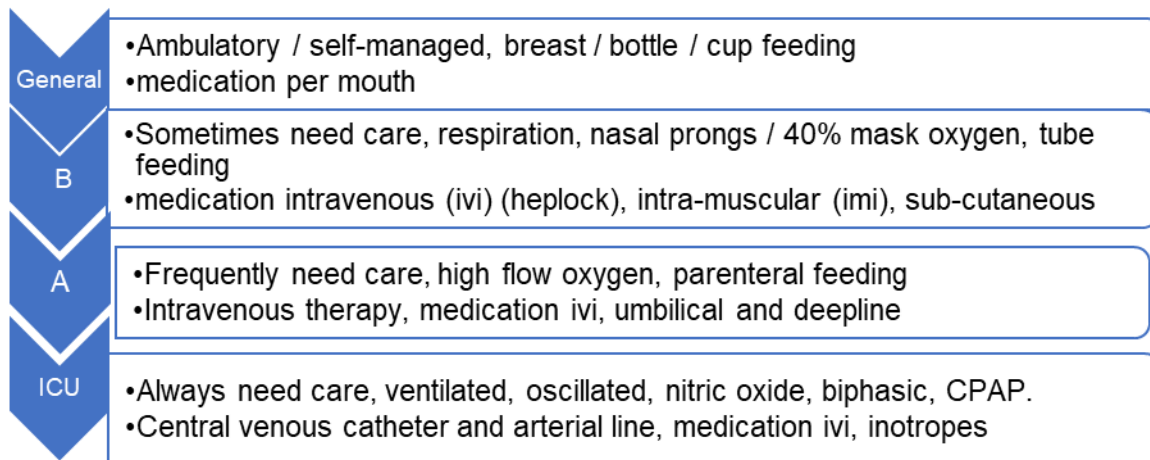 General
•Ambulatory / self-managed, breast / bottle / cup feeding
•medication per mouth
B
•Sometimes need care, respiration, nasal prongs / 40% mask oxygen, tube
feeding
•medication intravenous (ivi) (heplock), intra-muscular (imi), sub-cutaneous
A
•Frequently need care, high flow oxygen, parenteral feeding
•Intravenous therapy, medication ivi, umbilical and deepline
ICU
•Always need care, ventilated, oscillated, nitric oxide, biphasic, CPAP.
•Central venous catheter and arterial line, medication ivi, inotropes